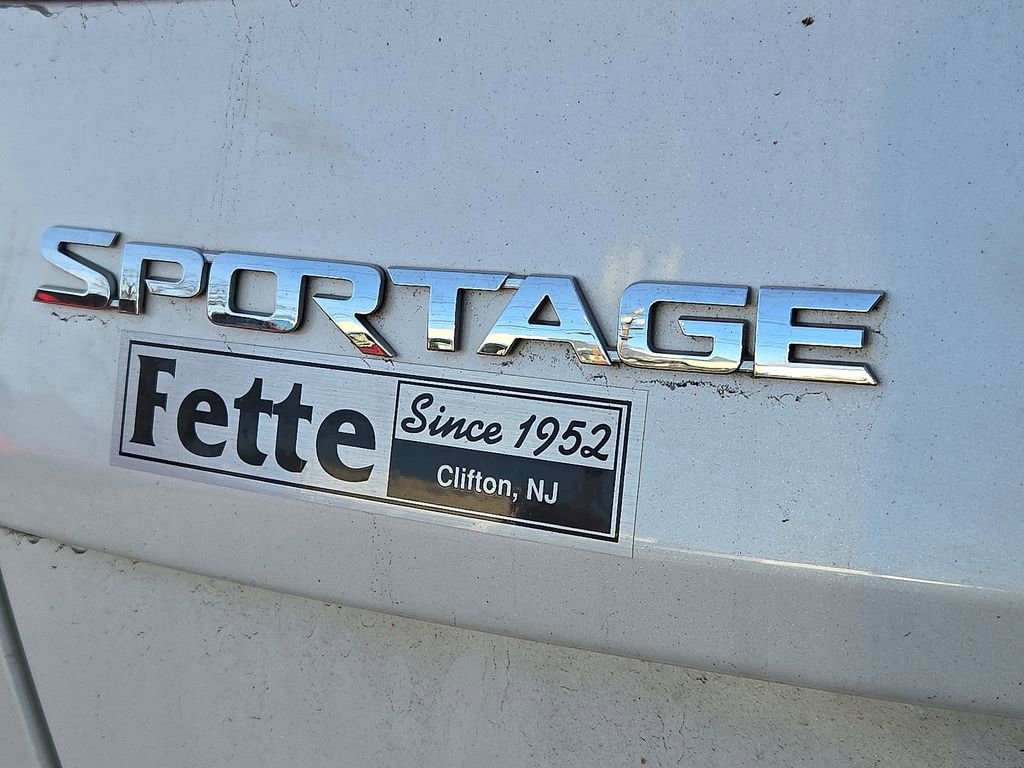 SPORTAGE
Fette
Since 1952
Clifton, NJ